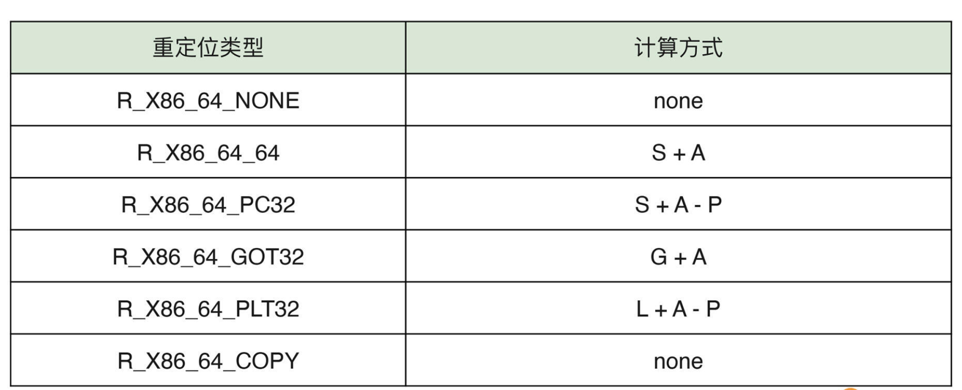 重定位类型 计算方式
R_X86_64_NONE none
R_X86_64_64 S + A
R_X86_64_PC32 S + A - P
R_X86_64_GOT32 G + A
R_X86_64_PLT32 L + A - P
R_X86_64_COPY none